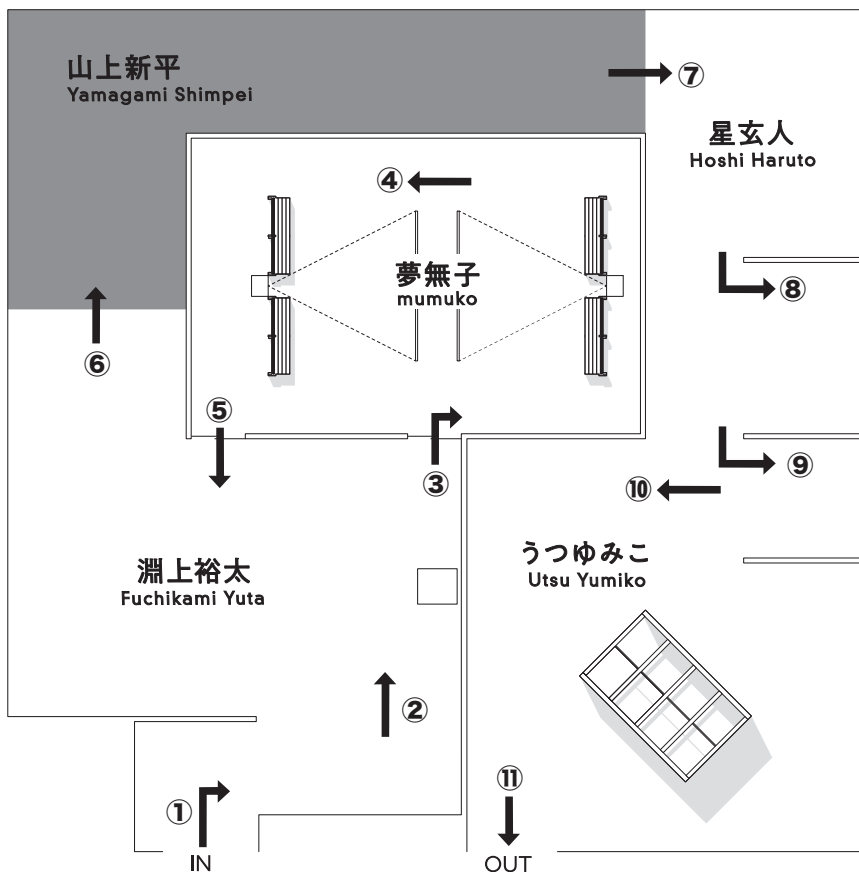 山上新平
Yamagami Shimpei
⑦
星玄人
Hoshi Haruto
④
夢無子
mumuko
⑧
⑥
⑤
③
⑨
⑩
淵上裕太
Fuchikami Yuta
うつゆみこ
Utsu Yumiko
②
①
⑪
IN
OUT